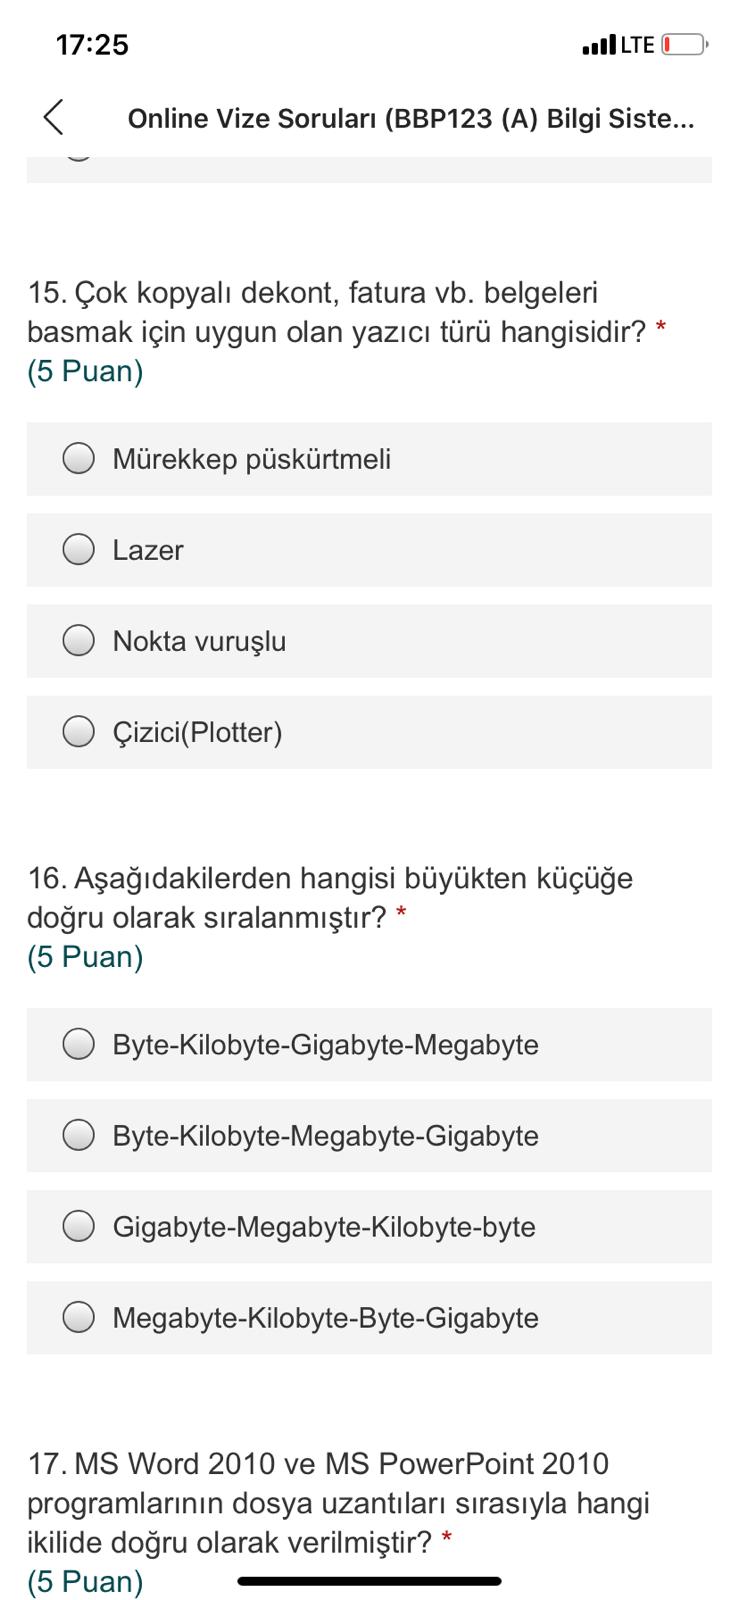 17:25
LTE
Online Vize Soruları (BBP123 (A) Bilgi Siste...
15. Çok kopyalı dekont, fatura vb. belgeleri
basmak için uygun olan yazıcı türü hangisidir? *
(5 Puan)
Mürekkep püskürtmeli
Lazer
Nokta vuruşlu
Çizici(Plotter)
16. Aşağıdakilerden hangisi büyükten küçüğe
doğru olarak sıralanmıştır? *
(5 Puan)
Byte-Kilobyte-Gigabyte-Megabyte
Byte-Kilobyte-Megabyte-Gigabyte
Gigabyte-Megabyte-Kilobyte-byte
Megabyte-Kilobyte-Byte-Gigabyte
17. MS Word 2010 ve MS PowerPoint 2010
programlarının dosya uzantıları sırasıyla hangi
ikilide doğru olarak verilmiştir? *
(5 Puan)